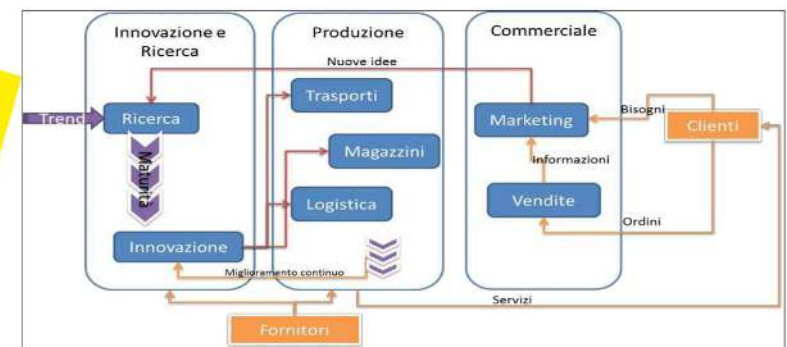 Innovazione e
Ricerca
Produzione
Commerciale
Nuove idee
Trend
Ricerca
Trasporti
Marketing
Bisogni
Clienti
Maturità
Magazzini
Informazioni
Logistica
Vendite
Ordini
Innovazione
Miglioramento continuo
Servizi
Fornitori